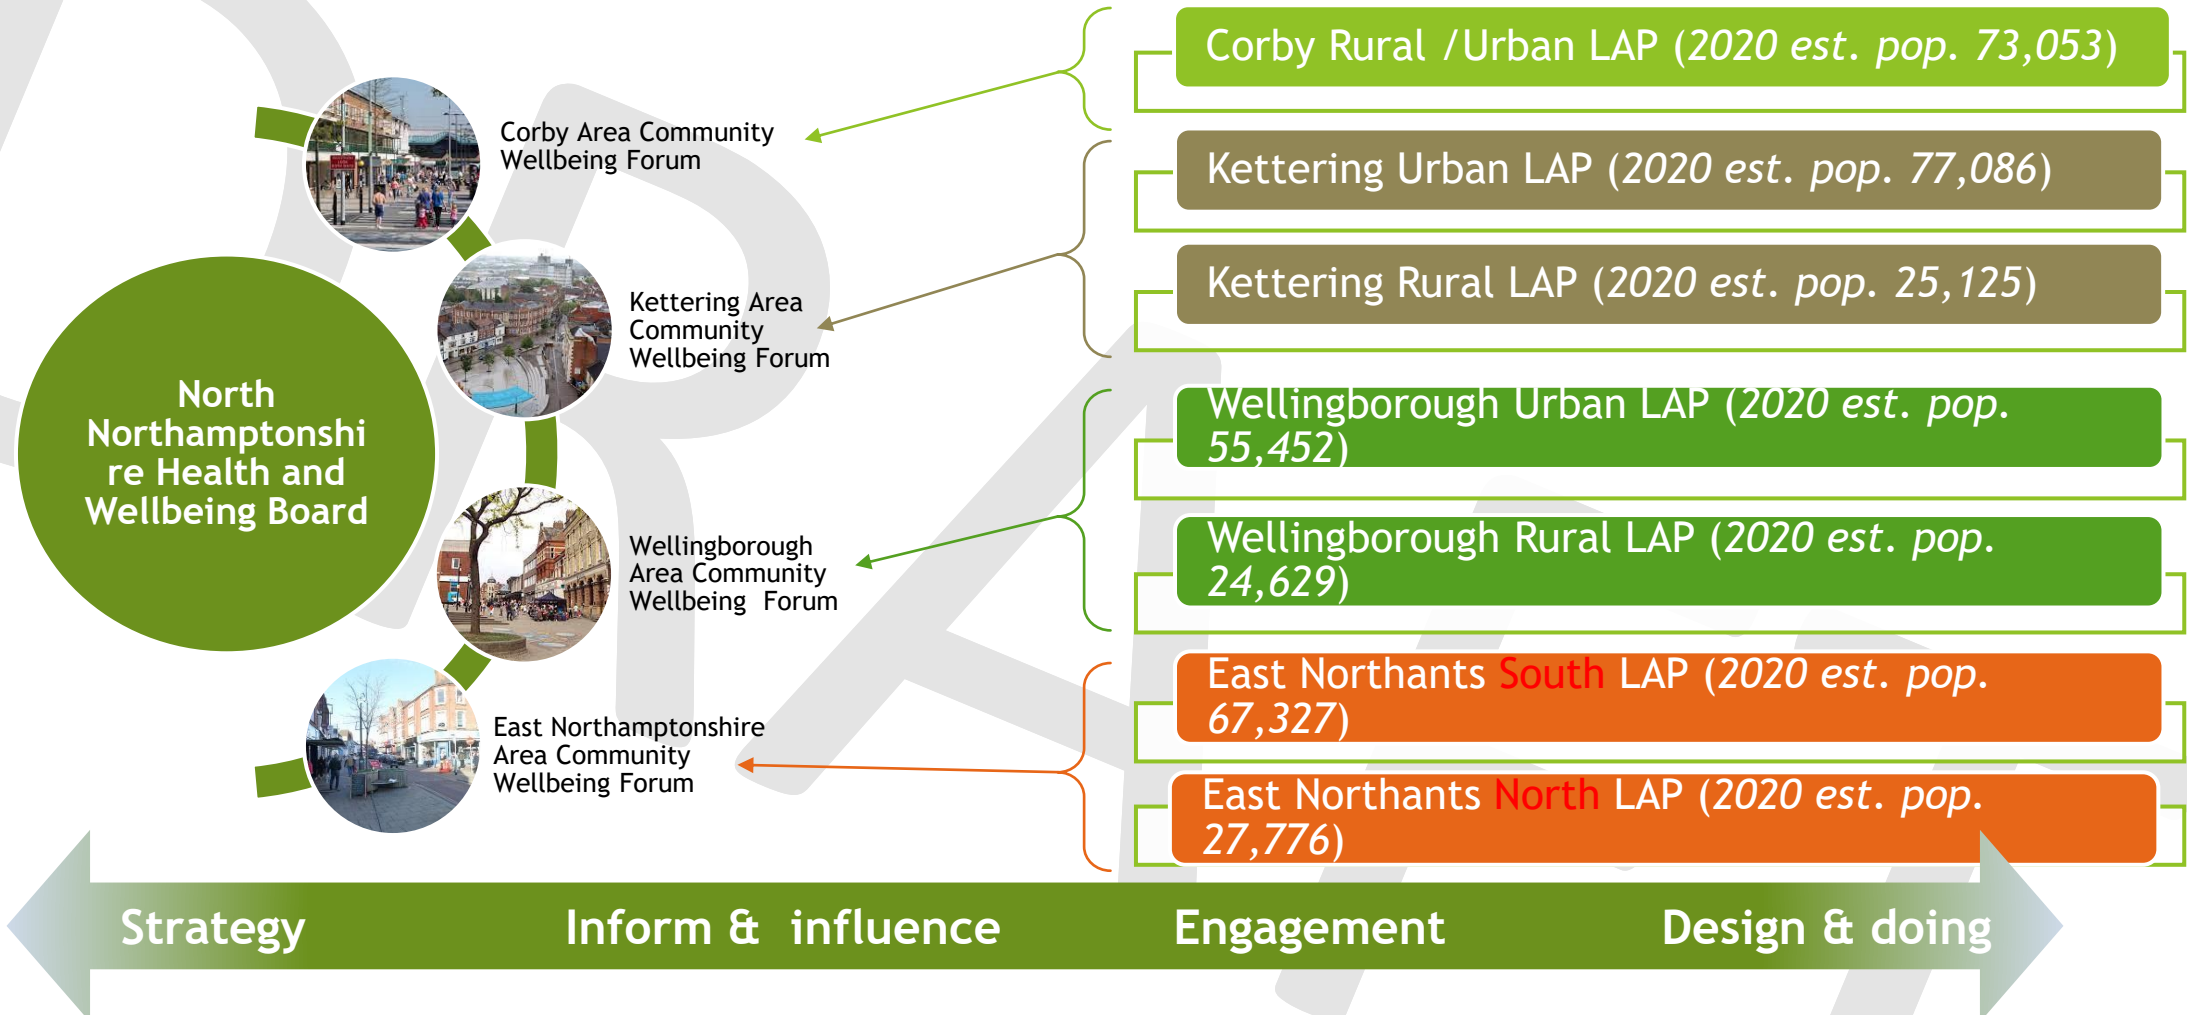 Corby Rural /Urban LAP (2020 est. pop. 73,053)
Corby Area Community
Wellbeing Forum
Kettering Urban LAP (2020 est. pop. 77,086)
Kettering Rural LAP (2020 est. pop. 25,125)
Kettering Area
Community
Wellbeing Forum
North
Northamptonshi
re Health and
Wellbeing Board
Wellingborough Urban LAP (2020 est. pop.
55,452)
Wellingborough Rural LAP (2020 est. pop.
24,629)
Wellingborough
Area Community
Wellbeing  Forum
East Northants South LAP (2020 est. pop.
67,327)
East Northamptonshire
Area Community
Wellbeing Forum
East Northants North LAP (2020 est. pop.
27,776)
Strategy
Inform &  influence
Engagement
Design & doing
DRAFT